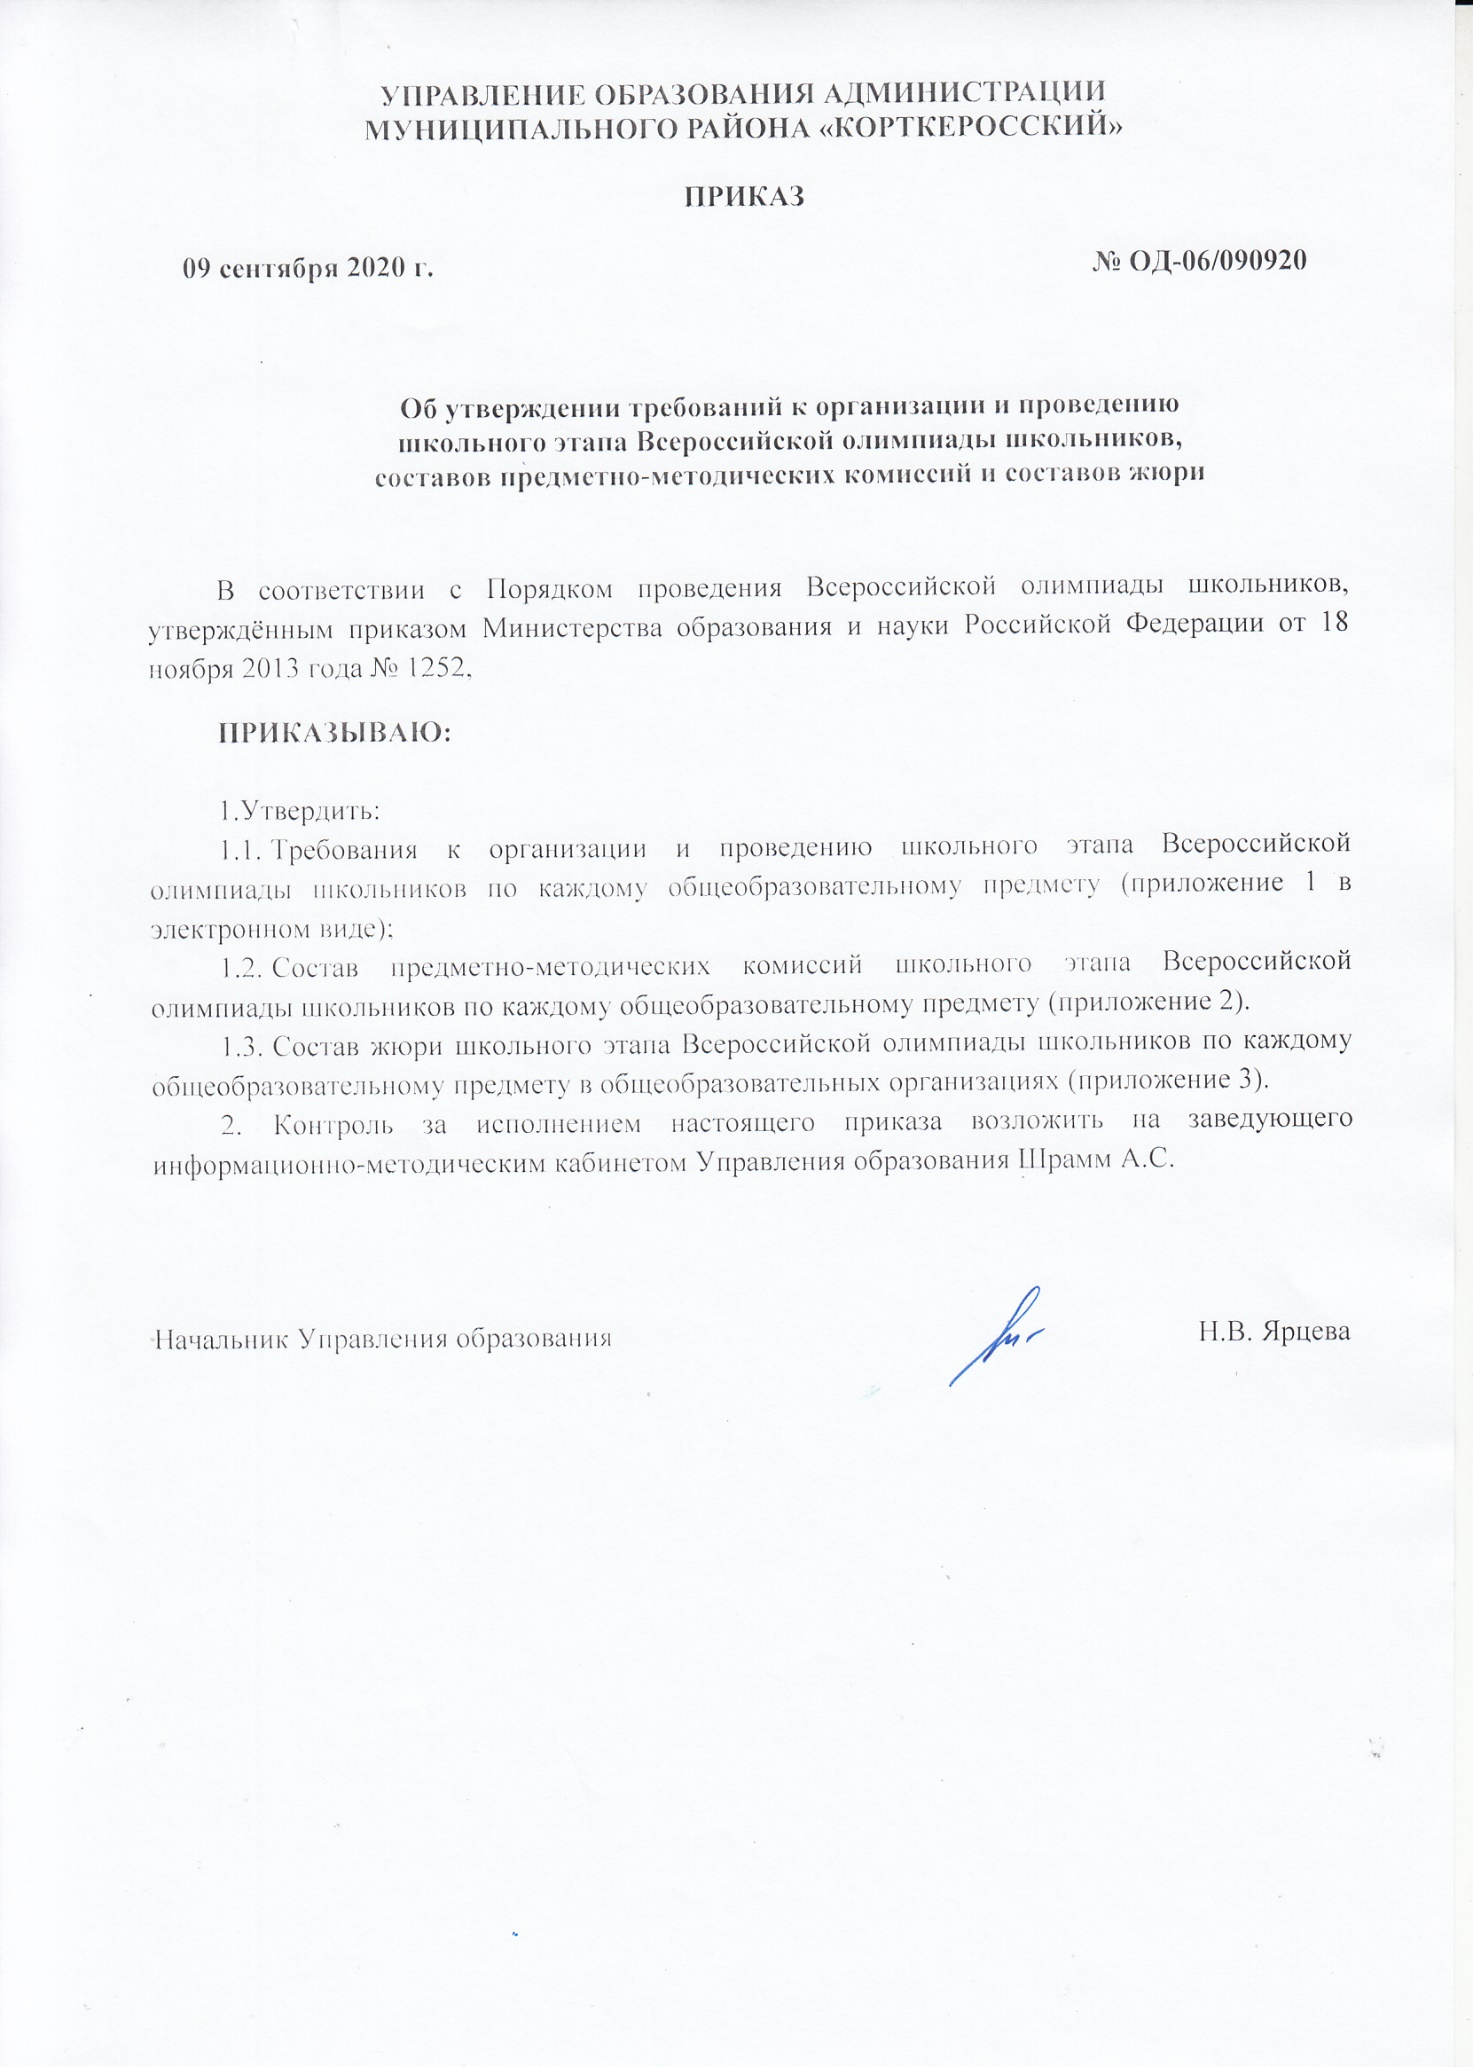 УПРАВЛЕНИЕ ОБРАЗОВАНИЯ АДМИНИСТРАЦИИ
МУНИЦИПАЛЬНОГО РАЙОНА «КОРТКЕРОССКИЙ»
ПРИКАЗ
09 сентября 2020 г.
№ ОД-06/090920
Об утверждении требований к организации и проведению
школьного этапа Всероссийской олимпиады школьников,
составов предметно-методических комиссий и составов жюри
В соответствии с Порядком проведения Всероссийской олимпиады школьников,
утверждённым приказом Министерства образования и науки Российской Федерации от 18
ноября 2013 года № 1252,
ПРИКАЗЫВАЮ:
1.Утвердить:
1.1. Требования к организации и проведению школьного этапа Всероссийской
олимпиады школьников по каждому общеобразовательному предмету (приложение 1 в
электронном виде);
1.2. Состав предметно-методических комиссий школьного этапа Всероссийской
олимпиады школьников по каждому общеобразовательному предмету (приложение 2).
1.3. Состав жюри школьного этапа Всероссийской олимпиады школьников по каждому
общеобразовательному предмету в общеобразовательных организациях (приложение 3).
2. Контроль за исполнением настоящего приказа возложить на заведующего
информационно-методическим кабинетом Управления образования Шрамм А.С.
Начальник Управления образования
Н.В. Ярцева